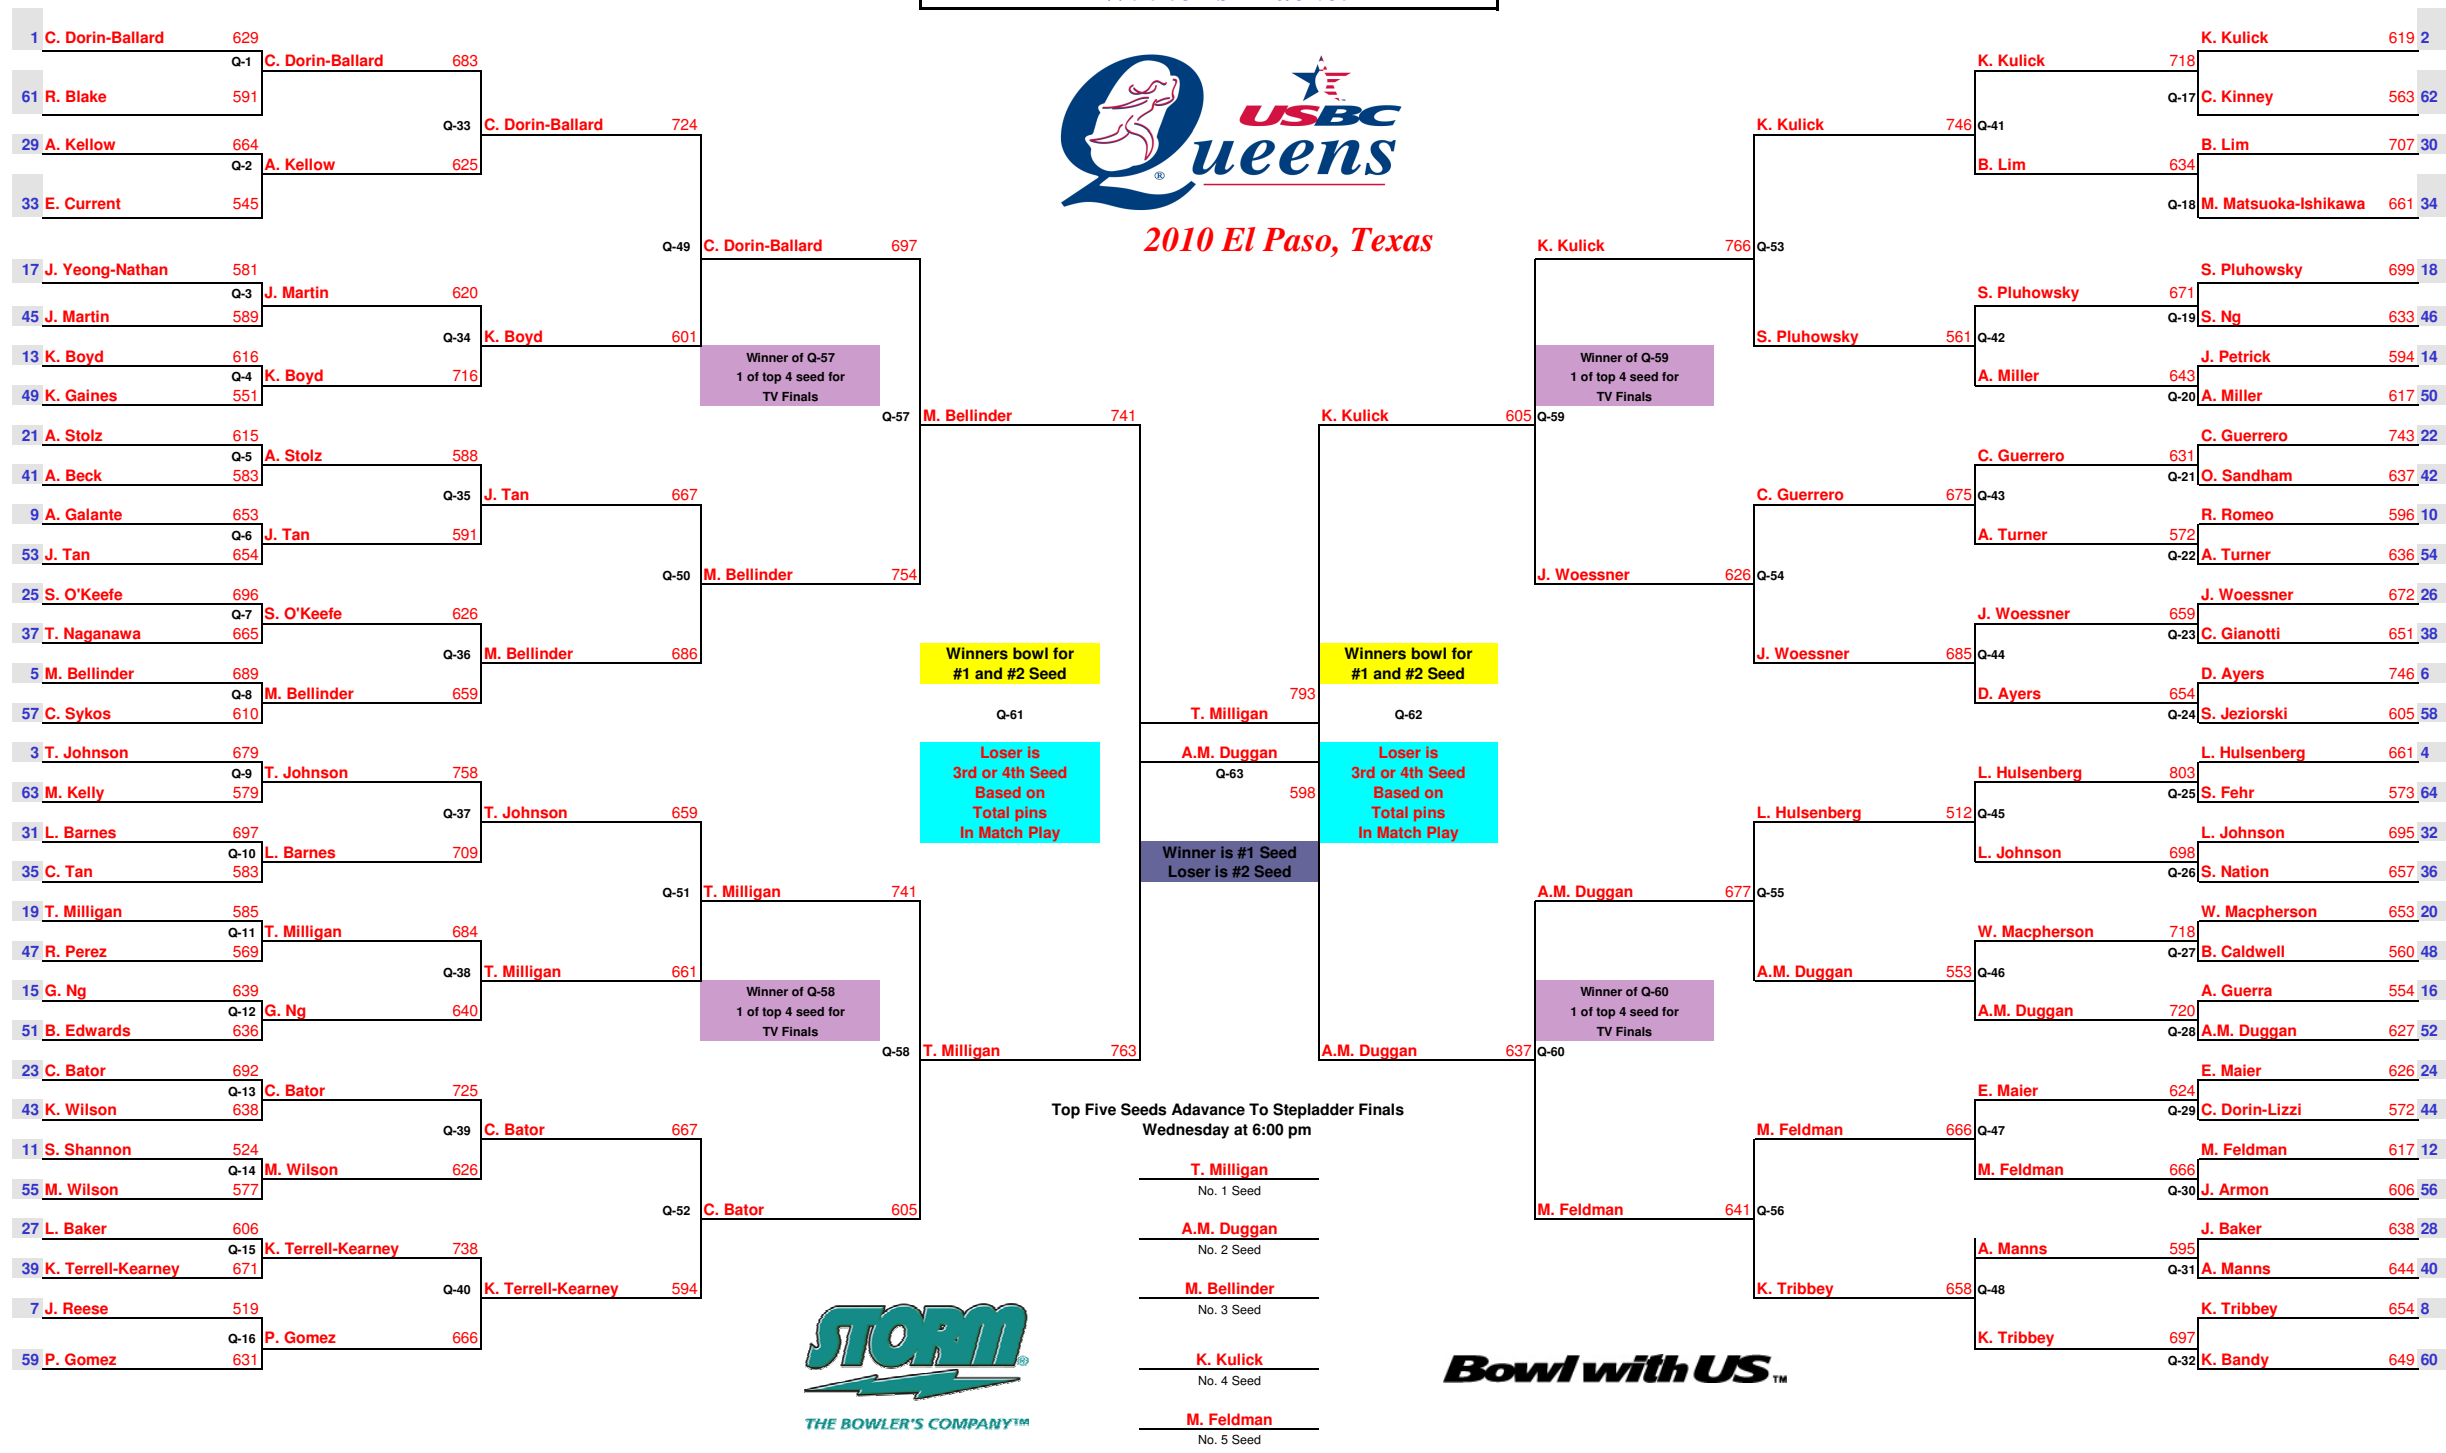 1 C. Dorin-Ballard 629
Q-1 C. Dorin-Ballard 683
61 R. Blake 591
Q-33 C. Dorin-Ballard 724
29 A. Kellow 664
Q-2 A. Kellow 625
33 E. Current 545
Q-49 C. Dorin-Ballard 697
17 J. Yeong-Nathan 581
Q-3 J. Martin 620
45 J. Martin 589
Q-34 K. Boyd 601
13 K. Boyd 616
Q-4 K. Boyd 716
49 K. Gaines 551
Winner of Q-57
1 of top 4 seed for
TV Finals
Q-57 M. Bellinder 741
21 A. Stolz 615
Q-5 A. Stolz 588
41 A. Beck 583
Q-35 J. Tan 667
9 A. Galante 653
Q-6 J. Tan 591
53 J. Tan 654
Q-50 M. Bellinder 754
25 S. O'Keefe 696
Q-7 S. O'Keefe 626
37 T. Naganawa 665
Q-36 M. Bellinder 686
5 M. Bellinder 689
Q-8 M. Bellinder 659
57 C. Sykos 610
3 T. Johnson 679
Q-9 T. Johnson 758
63 M. Kelly 579
Q-37 T. Johnson 659
31 L. Barnes 697
Q-10 L. Barnes 709
35 C. Tan 583
Q-51 T. Milligan 741
19 T. Milligan 585
Q-11 T. Milligan 684
47 R. Perez 569
Q-38 T. Milligan 661
15 G. Ng 639
Q-12 G. Ng 640
51 B. Edwards 636
Winner of Q-58
1 of top 4 seed for
TV Finals
Q-58 T. Milligan 763
23 C. Bator 692
Q-13 C. Bator 725
43 K. Wilson 638
Q-39 C. Bator 667
11 S. Shannon 524
Q-14 M. Wilson 626
55 M. Wilson 577
Q-52 C. Bator 605
27 L. Baker 606
Q-15 K. Terrell-Kearney 738
39 K. Terrell-Kearney 671
Q-40 K. Terrell-Kearney 594
7 J. Reese 519
Q-16 P. Gomez 666
59 P. Gomez 631
USBC
Queens
®
2010 El Paso, Texas
Winners bowl for
#1 and #2 Seed
Q-61
Loser is
3rd or 4th Seed
Based on
Total pins
In Match Play
793
T. Milligan
A.M. Duggan
Q-63
598
Winner is #1 Seed
Loser is #2 Seed
Winners bowl for
#1 and #2 Seed
Q-62
Loser is
3rd or 4th Seed
Based on
Total pins
In Match Play
Top Five Seeds Adavance To Stepladder Finals
Wednesday at 6:00 pm
T. Milligan
No. 1 Seed
A.M. Duggan
No. 2 Seed
M. Bellinder
No. 3 Seed
K. Kulick
No. 4 Seed
M. Feldman
No. 5 Seed
STORM®
THE BOWLER'S COMPANY™
Bowl with US™
K. Kulick 619 2
K. Kulick 718
Q-17 C. Kinney 563 62
K. Kulick 746 Q-41
B. Lim 707 30
B. Lim 634
Q-18 M. Matsuoka-Ishikawa 661 34
K. Kulick 766 Q-53
S. Pluhowsky 699 18
S. Pluhowsky 671
Q-19 S. Ng 633 46
S. Pluhowsky 561 Q-42
J. Petrick 594 14
A. Miller 643
Q-20 A. Miller 617 50
Winner of Q-59
1 of top 4 seed for
TV Finals
K. Kulick 605 Q-59
C. Guerrero 743 22
C. Guerrero 631
Q-21 O. Sandham 637 42
C. Guerrero 675 Q-43
R. Romeo 596 10
A. Turner 572
Q-22 A. Turner 636 54
J. Woessner 626 Q-54
J. Woessner 672 26
J. Woessner 659
Q-23 C. Gianotti 651 38
J. Woessner 685 Q-44
D. Ayers 746 6
D. Ayers 654
Q-24 S. Jeziorski 605 58
L. Hulsenberg 661 4
L. Hulsenberg 803
Q-25 S. Fehr 573 64
L. Hulsenberg 512 Q-45
L. Johnson 695 32
L. Johnson 698
Q-26 S. Nation 657 36
A.M. Duggan 677 Q-55
W. Macpherson 653 20
W. Macpherson 718
Q-27 B. Caldwell 560 48
A.M. Duggan 553 Q-46
A. Guerra 554 16
A.M. Duggan 720
Q-28 A.M. Duggan 627 52
Winner of Q-60
1 of top 4 seed for
TV Finals
A.M. Duggan 637 Q-60
E. Maier 626 24
E. Maier 624
Q-29 C. Dorin-Lizzi 572 44
M. Feldman 666 Q-47
M. Feldman 617 12
M. Feldman 666
Q-30 J. Armon 606 56
M. Feldman 641 Q-56
J. Baker 638 28
A. Manns 595
Q-31 A. Manns 644 40
K. Tribbey 658 Q-48
K. Tribbey 654 8
K. Tribbey 697
Q-32 K. Bandy 649 60